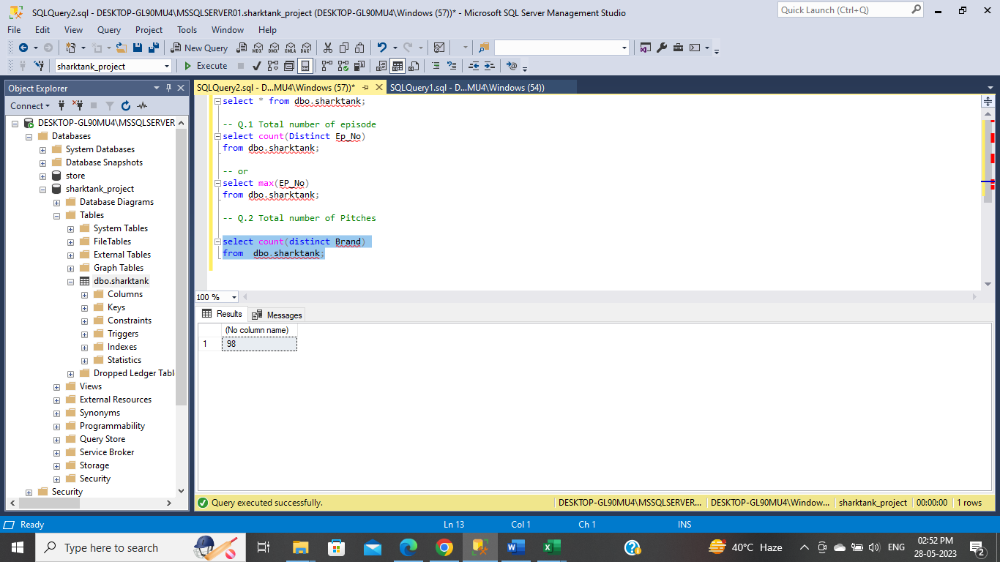 SQLQuery2.sql - DESKTOP-GL90MU4\MSSQLSERVER01.sharktank_project (DESKTOP-GL90MU4\Windows (57))* - Microsoft SQL Server Management Studio
Quick Launch (Ctrl+Q)
File Edit View Query Project Tools Window Help
New Query
MDX DMX XMLA DAX
sharktank_project
Execute
Object Explorer
Connect
DESKTOP-GL90MU4\MSSQLSERVER
Databases
System Databases
Database Snapshots
store
sharktank_project
Database Diagrams
Tables
System Tables
FileTables
External Tables
Graph Tables
dbo.sharktank
Columns
Keys
Constraints
Triggers
Indexes
Statistics
Dropped Ledger Tabl
Views
External Resources
Synonyms
Programmability
Query Store
Service Broker
Storage
Security
Security
SQLQuery2.sql - D...MU4\Windows (57))*
SQLQuery1.sql - D...MU4\Windows (54))
select * from dbo.sharktank;
-- Q.1 Total number of episode
select count(Distinct Ep_No)
from dbo.sharktank;
-- or
select max(EP_No)
from dbo.sharktank;
-- Q.2 Total number of Pitches
select count(distinct Brand)
from  dbo.sharktank;
100 %
Results
Messages
(No column name)
1 98
Query executed successfully.
DESKTOP-GL90MU4\MSSQLSERVER...
DESKTOP-GL90MU4\Window...
sharktank_project
00:00:00
1 rows
Ready
Ln 13
Col 1
Ch 1
INS
Type here to search
40°C Haze
ENG
02:52 PM
28-05-2023
2